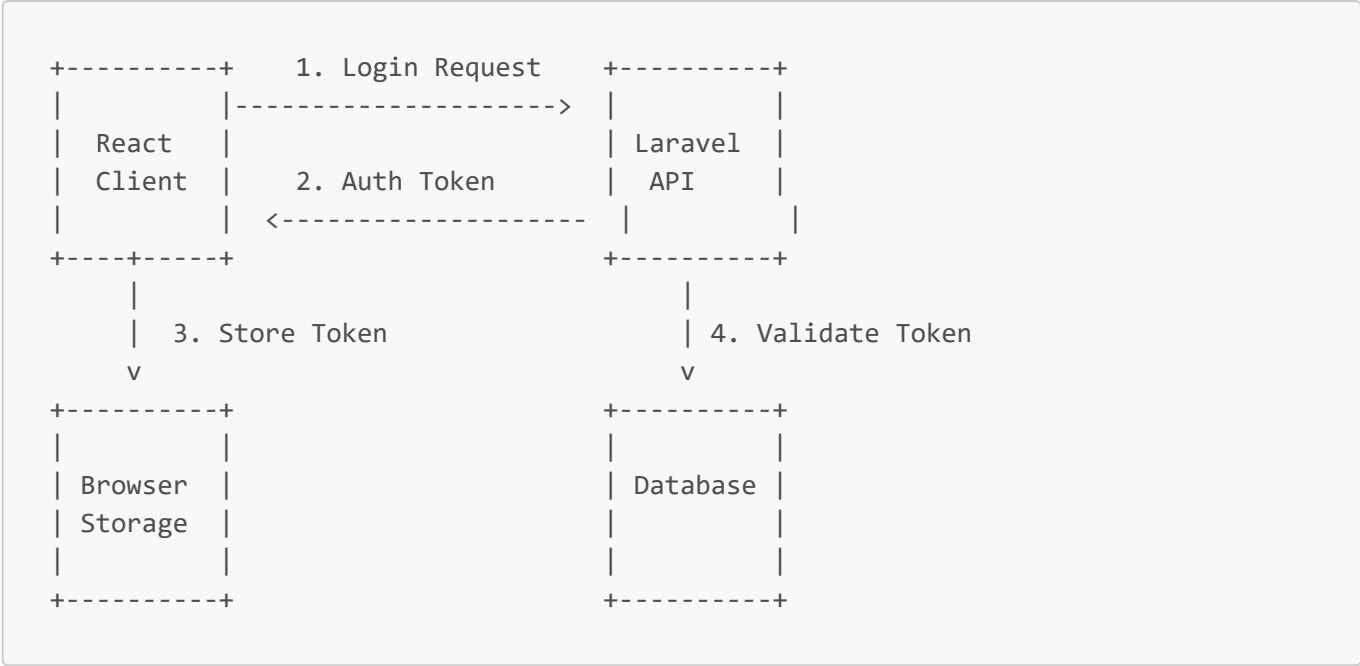 +----------+    1. Login Request    +----------+
|          |--------------------->  |          |
|  React   |                        | Laravel  |
|  Client  |    2. Auth Token       |  API     |
|          |  <--------------------  |          |
+----+-----+                        +----------+
     |                                   |
     |  3. Store Token                   | 4. Validate Token
     v                                   v
+----------+                        +----------+
|          |                        |          |
| Browser  |                        | Database |
| Storage  |                        |          |
|          |                        |          |
+----------+                        +----------+